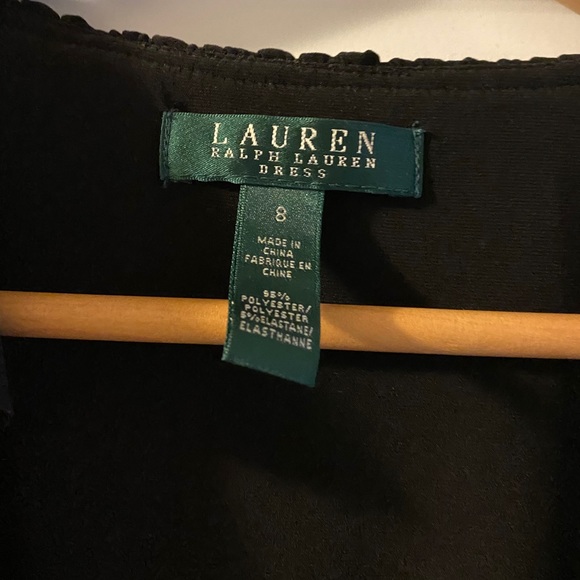 LAUREN
RALPH LAUREN
DRESS
8
MADE IN
CHINA
FABRIQUE EN
CHINE
95%
POLYESTER/
POLYESTER
5%ELASTANE/
ELASTHANNE